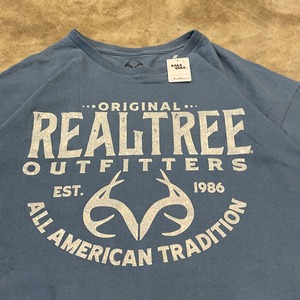 ORIGINAL
REALTREE
OUTFITTERS
EST. 1986
ALL AMERICAN TRADITION